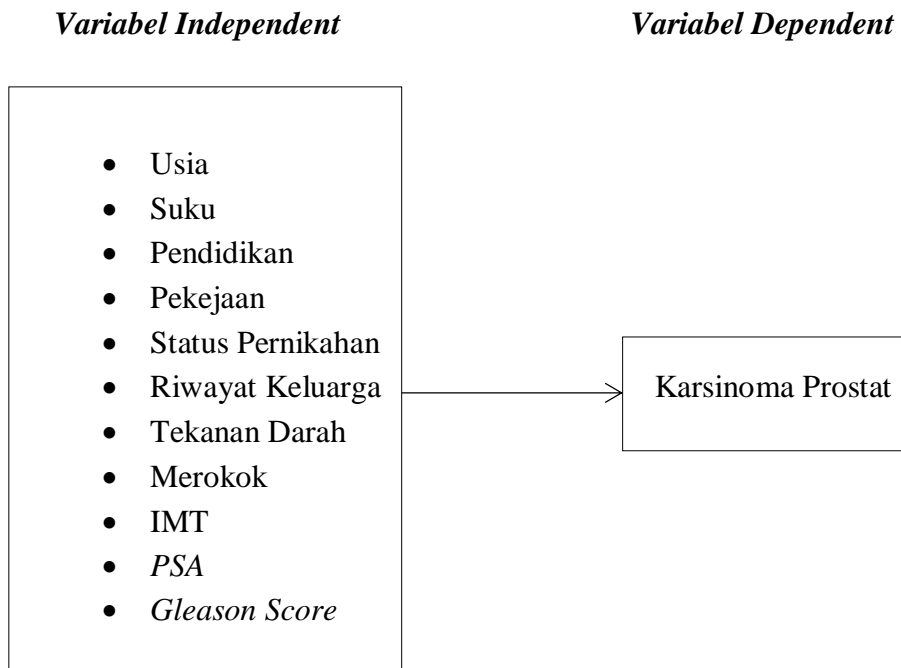 Variabel Independent
Variabel Dependent
• Usia
• Suku
• Pendidikan
• Pekejaan
• Status Pernikahan
• Riwayat Keluarga
• Tekanan Darah
• Merokok
• IMT
• PSA
• Gleason Score
Karsinoma Prostat